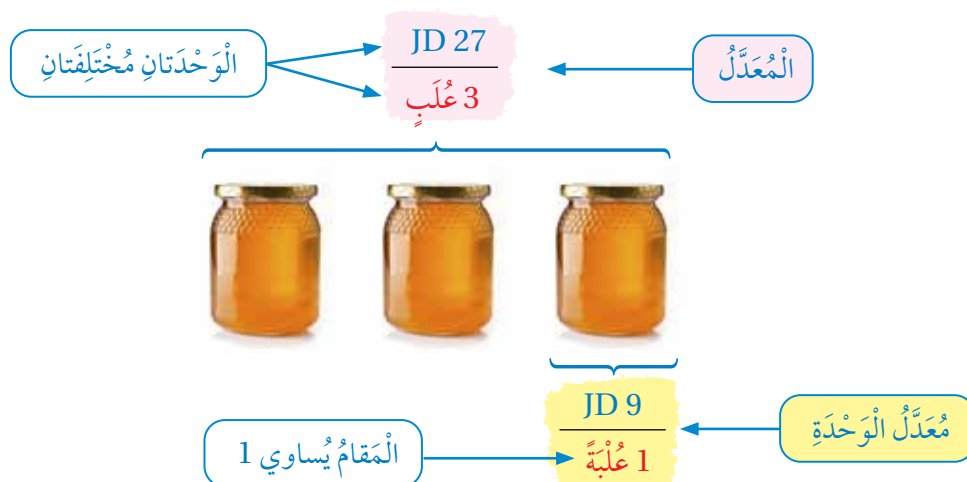 الْمُعَدَّلُ
JD 27
3 عُلَبٍ
الْوَحْدَتانِ مُخْتَلِفَتانِ
JD 9
1 عُلْبَةً
مُعَدَّلُ الْوَحْدَةِ
الْمَقامُ يُساوي 1